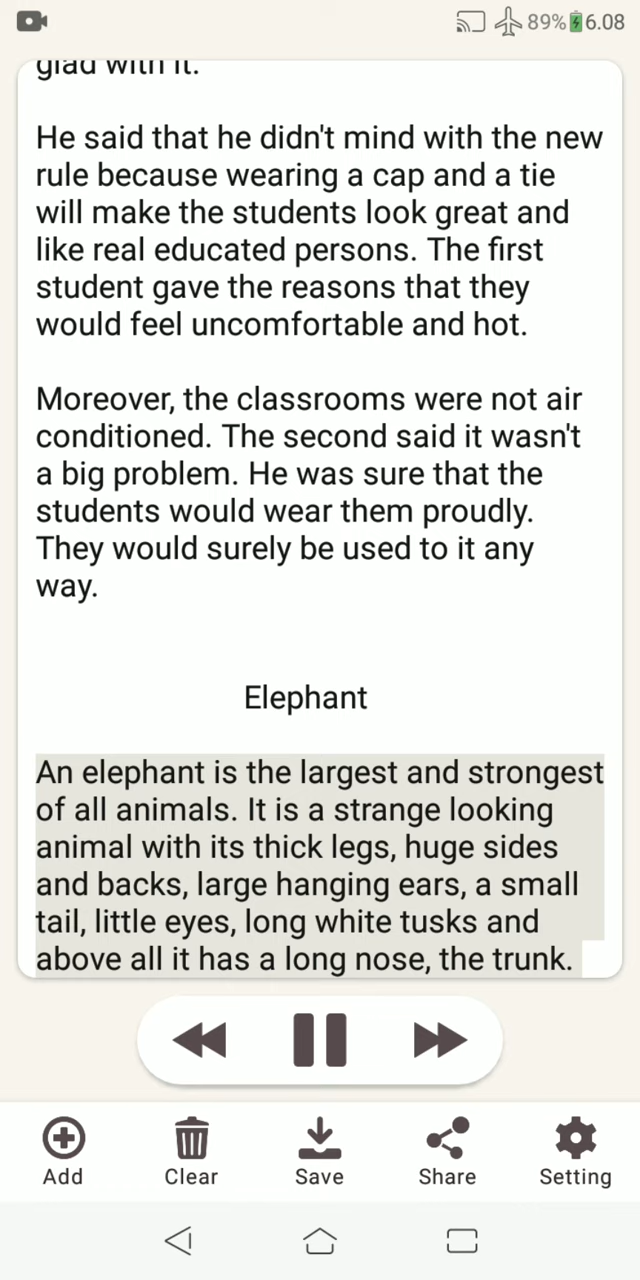 89% 6.08
glad with it.
He said that he didn't mind with the new
rule because wearing a cap and a tie
will make the students look great and
like real educated persons. The first
student gave the reasons that they
would feel uncomfortable and hot.
Moreover, the classrooms were not air
conditioned. The second said it wasn't
a big problem. He was sure that the
students would wear them proudly.
They would surely be used to it any
way.
Elephant
An elephant is the largest and strongest
of all animals. It is a strange looking
animal with its thick legs, huge sides
and backs, large hanging ears, a small
tail, little eyes, long white tusks and
above all it has a long nose, the trunk.
Add Clear Save Share Setting